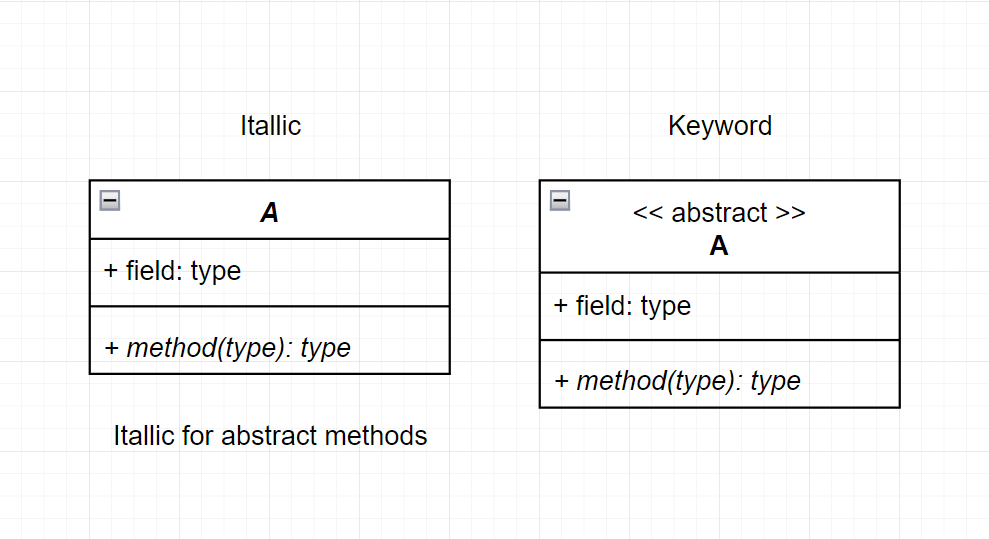 Itallic
Keyword
A
+ field: type
+ method(type): type
<< abstract >>
A
+ field: type
+ method(type): type
Itallic for abstract methods